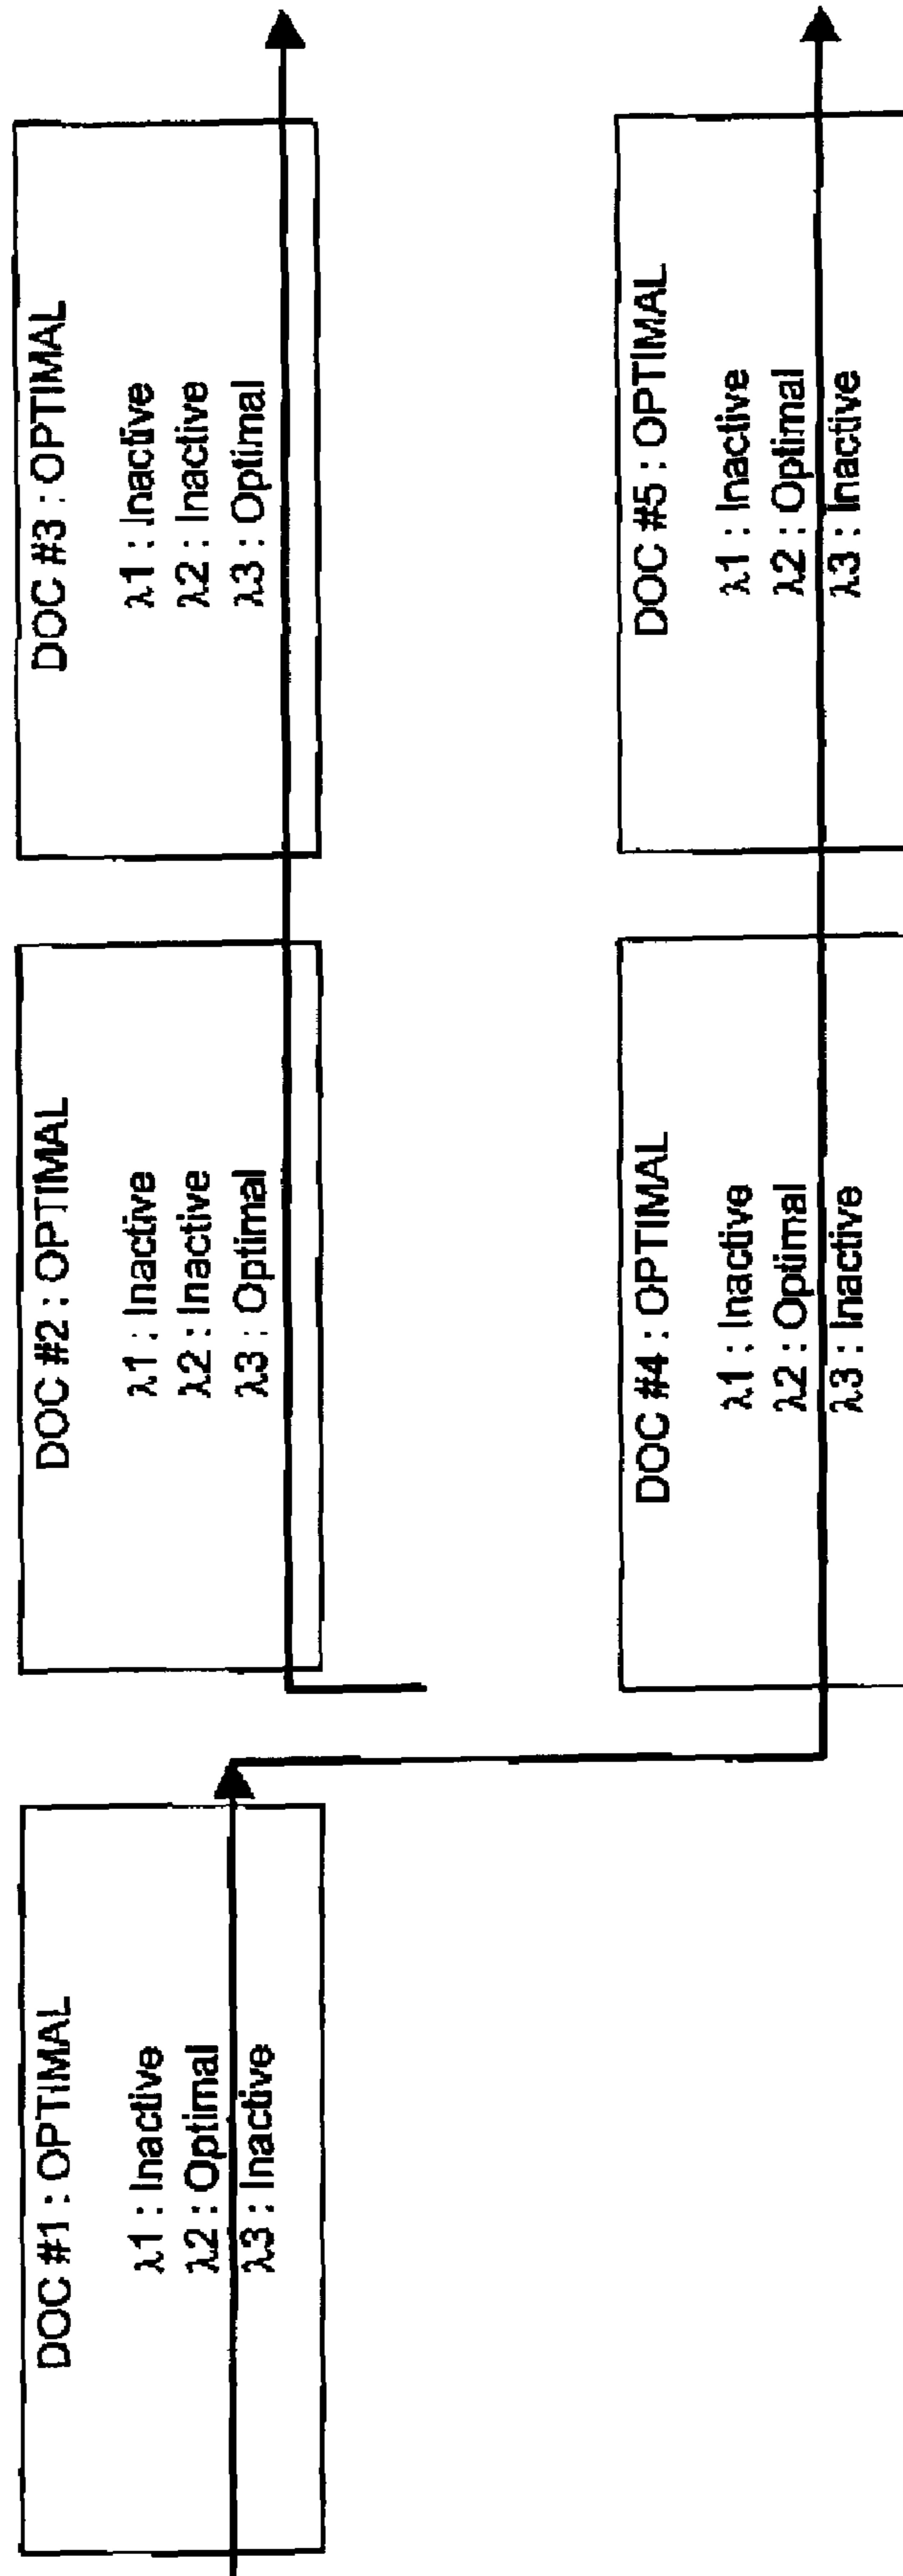 DOC #1 : OPTIMAL
λ1 : Inactive
λ2 : Optimal
λ3 : Inactive
DOC #2 : OPTIMAL
λ1 : Inactive
λ2 : Inactive
λ3 : Optimal
DOC #3 : OPTIMAL
λ1 : Inactive
λ2 : Inactive
λ3 : Optimal
DOC #4 : OPTIMAL
λ1 : Inactive
λ2 : Optimal
λ3 : Inactive
DOC #5 : OPTIMAL
λ1 : Inactive
λ2 : Optimal
λ3 : Inactive